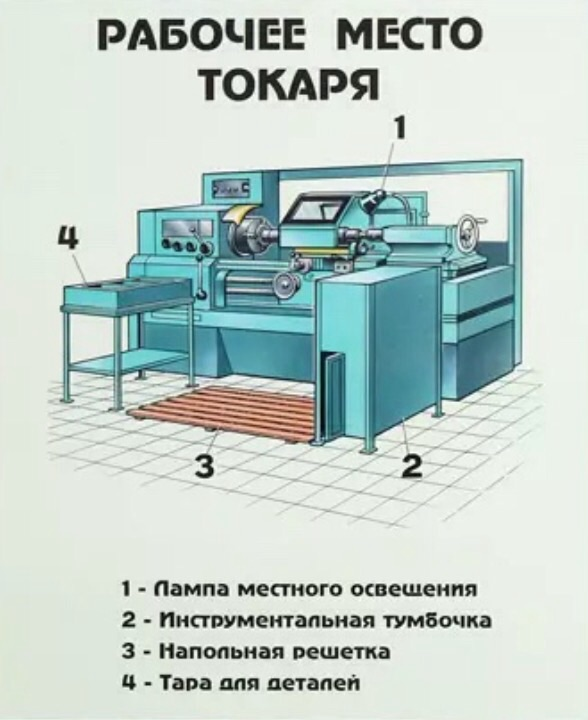 РАБОЧЕЕ МЕСТО
ТОКАРЯ
1
4
3
2
1 - Лампа местного освещения
2 - Инструментальная тумбочка
3 - Напольная решетка
4 - Тара для деталей